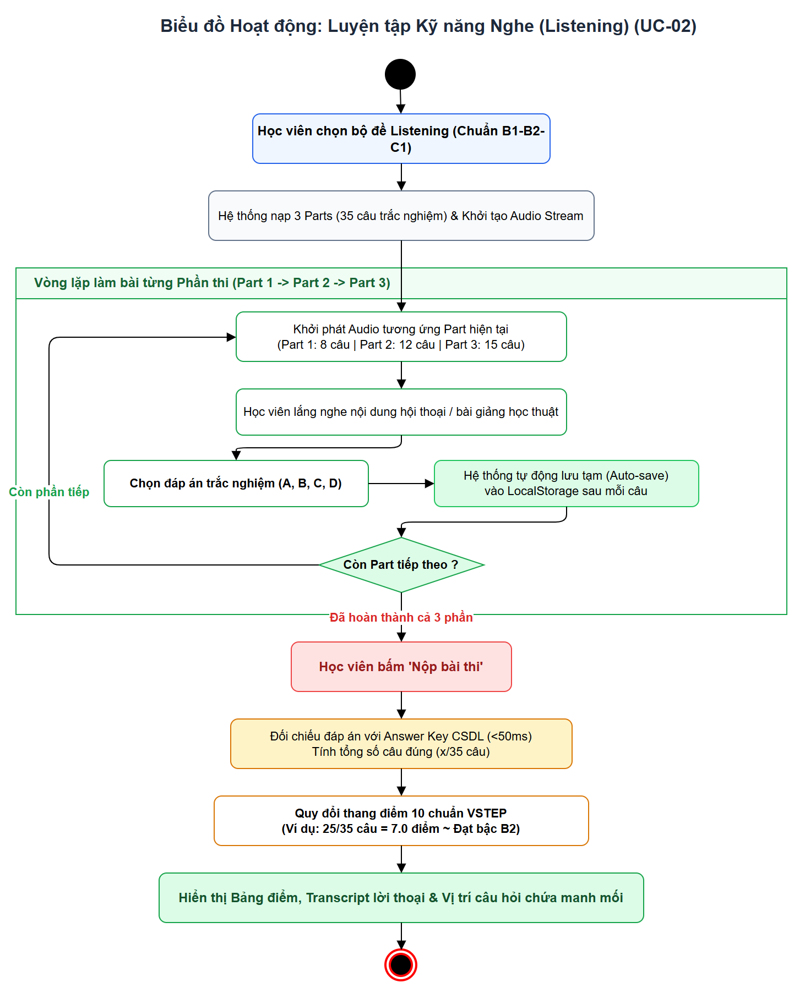 Biểu đồ Hoạt động: Luyện tập Kỹ năng Nghe (Listening) (UC-02)
Học viên chọn bộ đề Listening (Chuẩn B1-B2-
C1)
Hệ thống nạp 3 Parts (35 câu trắc nghiệm) & Khởi tạo Audio Stream
Vòng lặp làm bài từng Phần thi (Part 1 -> Part 2 -> Part 3)
Khởi phát Audio tương ứng Part hiện tại
(Part 1: 8 câu | Part 2: 12 câu | Part 3: 15 câu)
Học viên lắng nghe nội dung hội thoại / bài giảng học thuật
Chọn đáp án trắc nghiệm (A, B, C, D)
Hệ thống tự động lưu tạm (Auto-save)
vào LocalStorage sau mỗi câu
Còn phần tiếp
Còn Part tiếp theo ?
Đã hoàn thành cả 3 phần
Học viên bấm 'Nộp bài thi'
Đối chiếu đáp án với Answer Key CSDL (<50ms)
Tính tổng số câu đúng (x/35 câu)
Quy đổi thang điểm 10 chuẩn VSTEP
(Ví dụ: 25/35 câu = 7.0 điểm ~ Đạt bậc B2)
Hiển thị Bảng điểm, Transcript lời thoại & Vị trí câu hỏi chứa manh mối